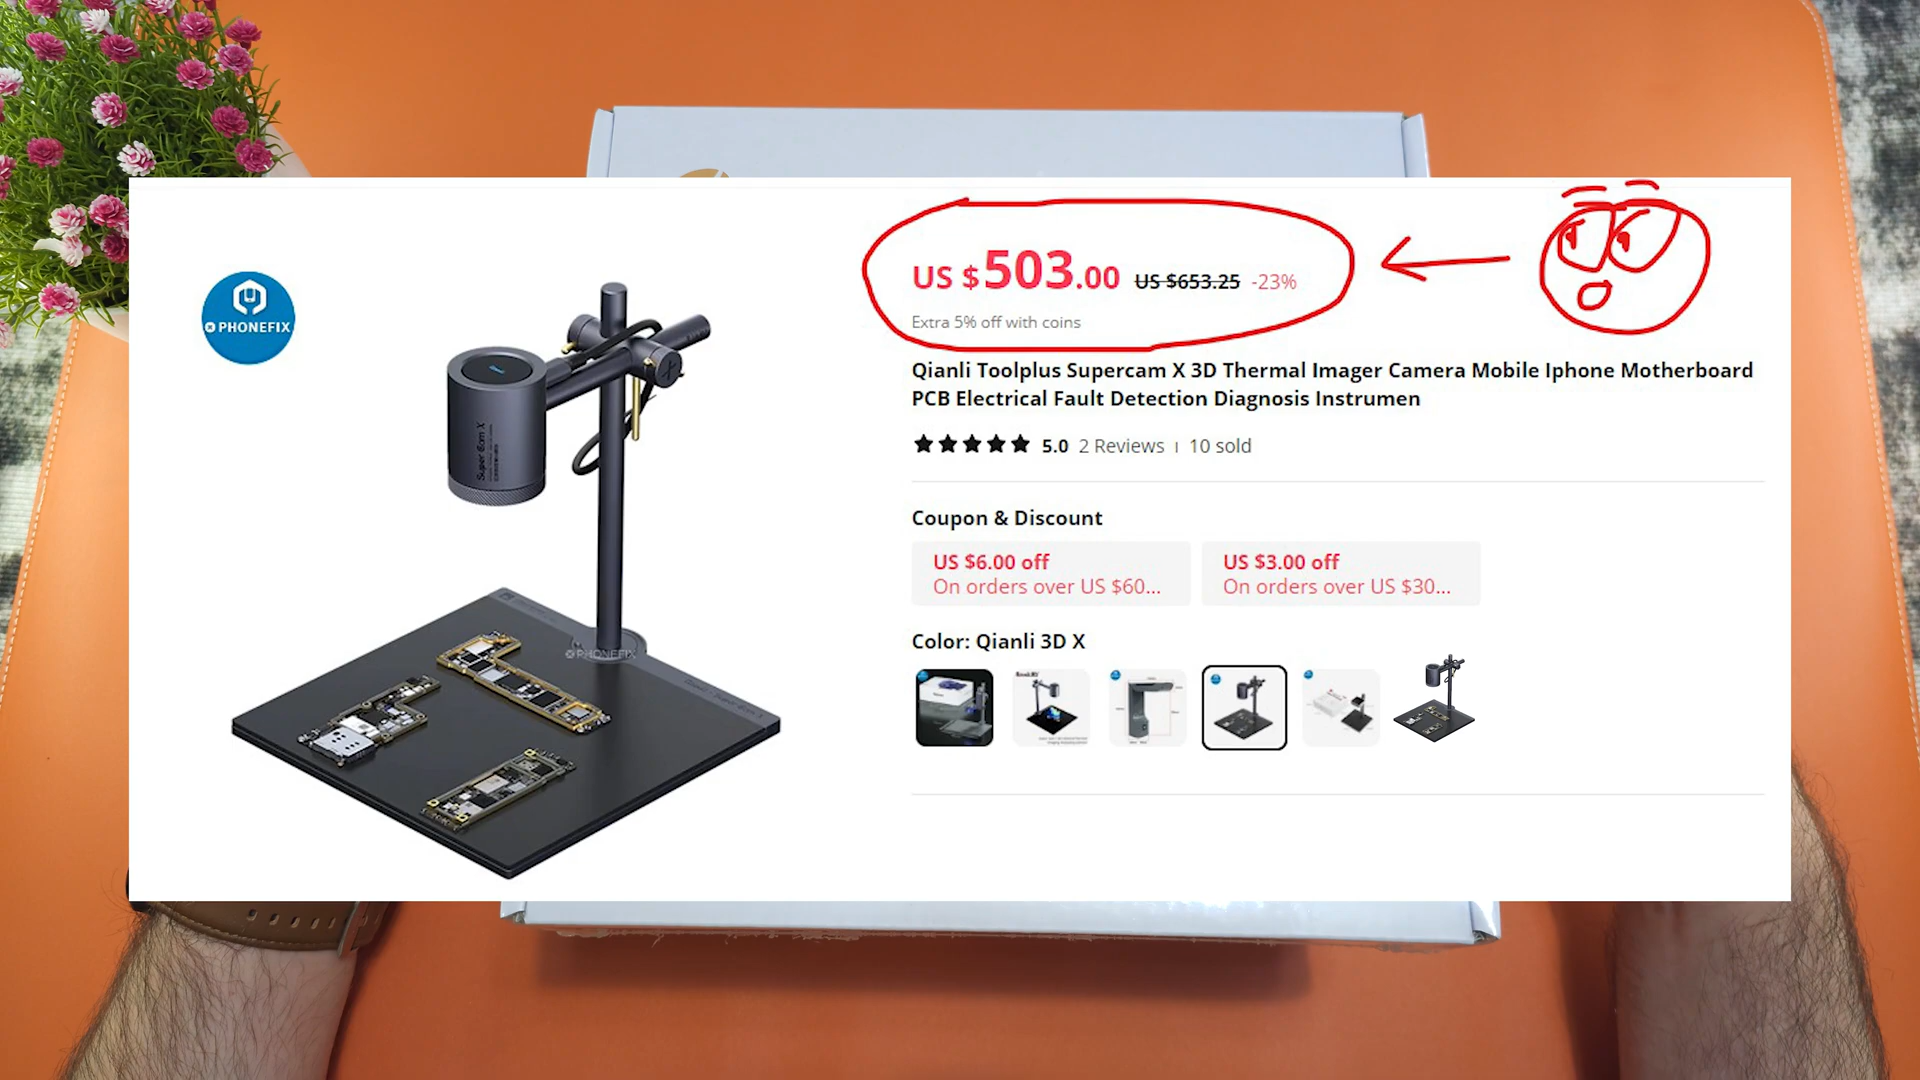 PHONEFIX
Super Cam X
PHONEFIX
US $503.00 US $653.25 -23%
Extra 5% off with coins
Qianli Toolplus Supercam X 3D Thermal Imager Camera Mobile Iphone Motherboard
PCB Electrical Fault Detection Diagnosis Instrumen
5.0 2 Reviews 10 sold
Coupon & Discount
US $6.00 off US $3.00 off
On orders over US $60... On orders over US $30...
Color: Qianli 3D X